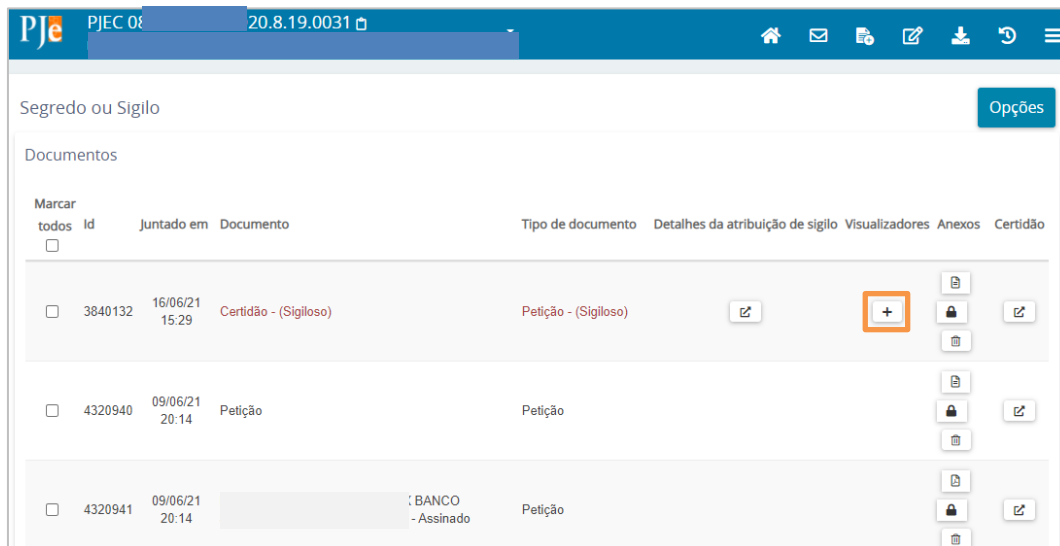 PJe
PJEC 08 20.8.19.0031
Segredo ou Sigilo
Opções
Documentos
Marcar todos Id Juntado em Documento Tipo de documento Detalhes da atribuição de sigilo Visualizadores Anexos Certidão
3840132 16/06/21 15:29 Certidão - (Sigiloso) Petição - (Sigiloso)
4320940 09/06/21 20:14 Petição Petição
4320941 09/06/21 20:14 BANCO - Assinado Petição